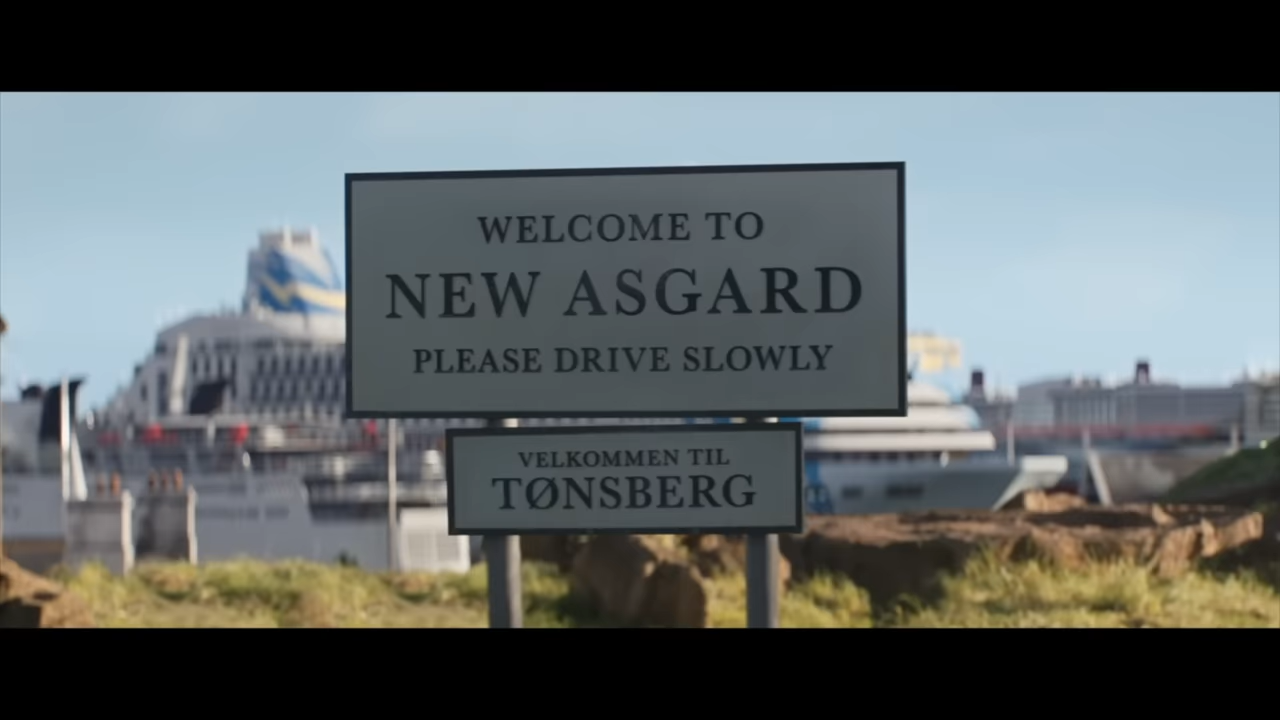 WELCOME TO
NEW ASGARD
PLEASE DRIVE SLOWLY
VELKOMMEN TIL
TØNSBERG